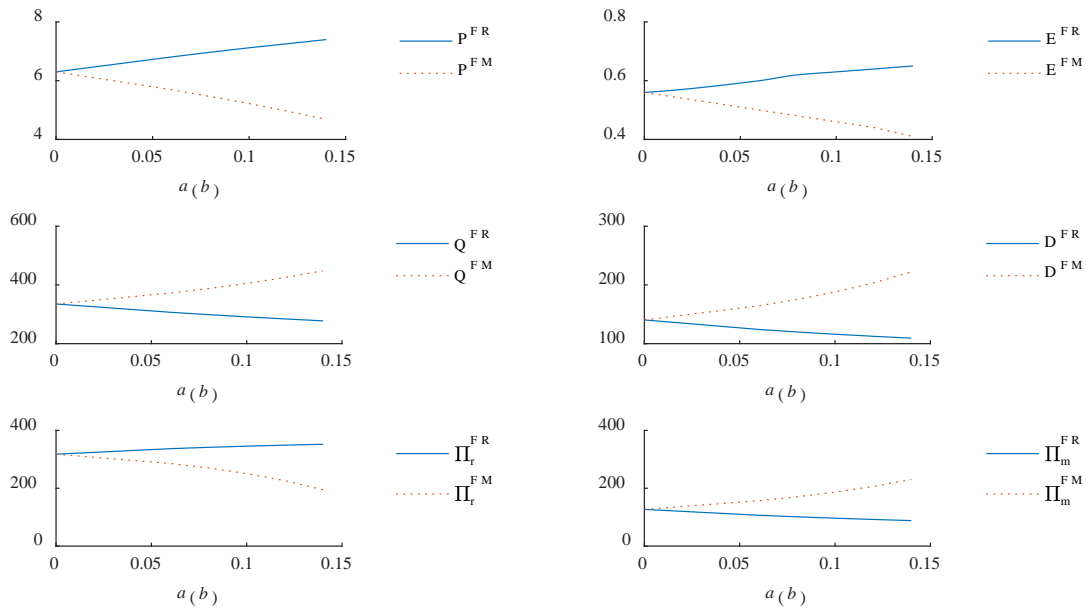 8
6
4
0 0.05 0.1 0.15
a(b)
P^FR
P^FM
0.8
0.6
0.4
0 0.05 0.1 0.15
a(b)
E^FR
E^FM
600
400
200
0 0.05 0.1 0.15
a(b)
Q^FR
Q^FM
300
200
100
0 0.05 0.1 0.15
a(b)
D^FR
D^FM
400
200
0
0 0.05 0.1 0.15
a(b)
Π_r^FR
Π_r^FM
400
200
0
0 0.05 0.1 0.15
a(b)
Π_m^FR
Π_m^FM